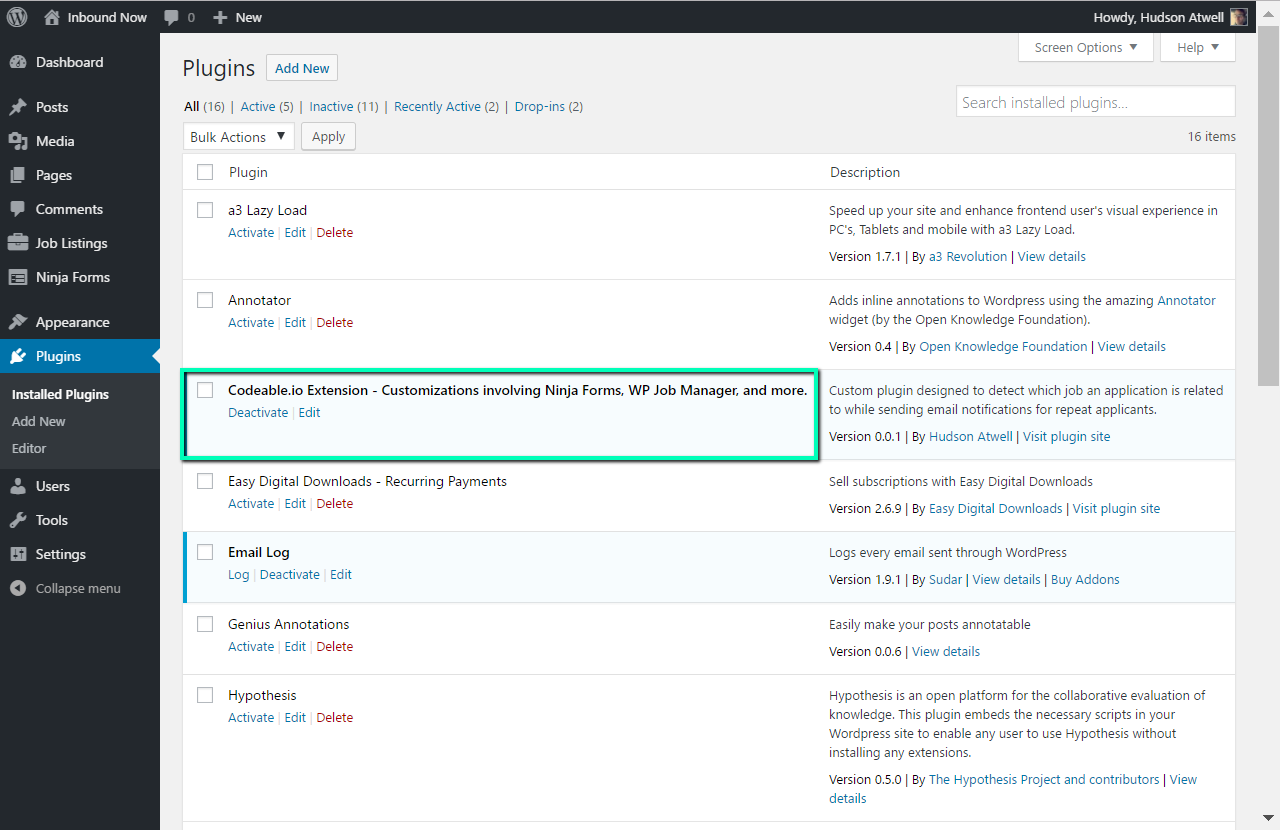 Inbound Now 0 New Howdy, Hudson Atwell
Screen Options ▼ Help ▼
Dashboard
Posts
Media
Pages
Comments
Job Listings
Ninja Forms
Appearance
Plugins
Installed Plugins
Add New
Editor
Users
Tools
Settings
Collapse menu
Plugins Add New
All (16) | Active (5) | Inactive (11) | Recently Active (2) | Drop-ins (2)
Search installed plugins...
Bulk Actions ▼ Apply
16 items
Plugin Description
a3 Lazy Load
Activate | Edit | Delete
Speed up your site and enhance frontend user's visual experience in
PC's, Tablets and mobile with a3 Lazy Load.
Version 1.7.1 | By a3 Revolution | View details
Annotator
Activate | Edit | Delete
Adds inline annotations to Wordpress using the amazing Annotator
widget (by the Open Knowledge Foundation).
Version 0.4 | By Open Knowledge Foundation | View details
Codeable.io Extension - Customizations involving Ninja Forms, WP Job Manager, and more.
Deactivate | Edit
Custom plugin designed to detect which job an application is related
to while sending email notifications for repeat applicants.
Version 0.0.1 | By Hudson Atwell | Visit plugin site
Easy Digital Downloads - Recurring Payments
Activate | Edit | Delete
Sell subscriptions with Easy Digital Downloads
Version 2.6.9 | By Easy Digital Downloads | Visit plugin site
Email Log
Log | Deactivate | Edit
Logs every email sent through WordPress
Version 1.9.1 | By Sudar | View details | Buy Addons
Genius Annotations
Activate | Edit | Delete
Easily make your posts annotatable
Version 0.0.6 | View details
Hypothesis
Activate | Edit | Delete
Hypothesis is an open platform for the collaborative evaluation of
knowledge. This plugin embeds the necessary scripts in your
Wordpress site to enable any user to use Hypothesis without
installing any extensions.
Version 0.5.0 | By The Hypothesis Project and contributors | View
details